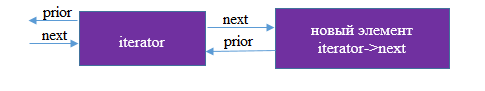 prior
next
iterator
next
prior
новый элемент
iterator->next